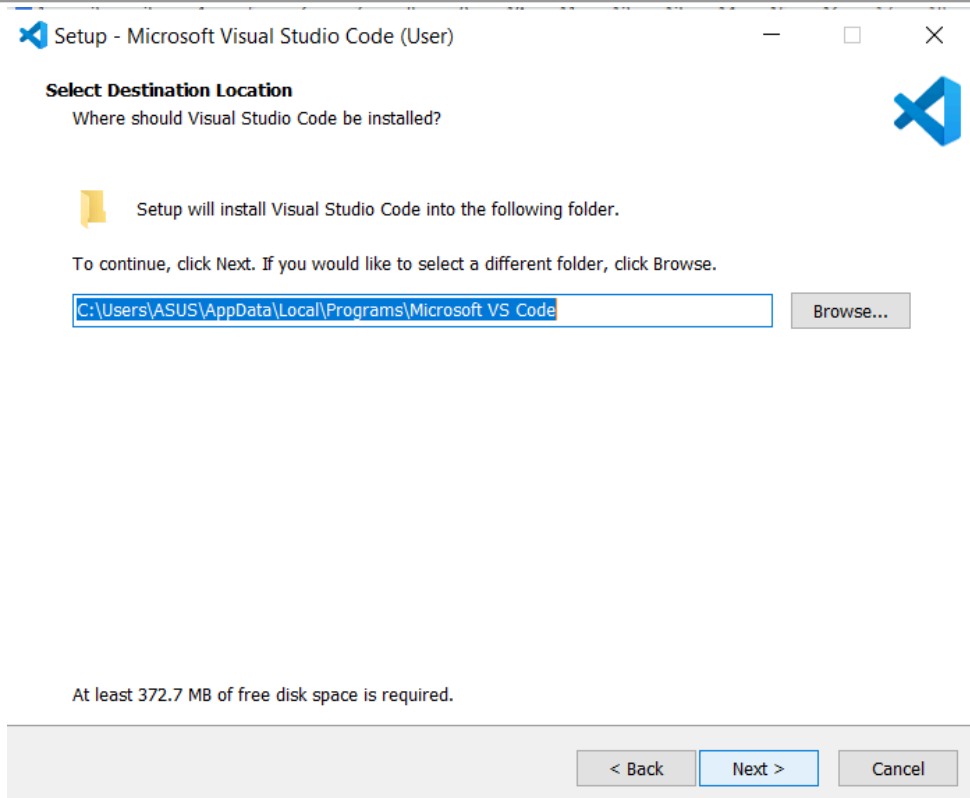 Setup - Microsoft Visual Studio Code (User)
Select Destination Location
Where should Visual Studio Code be installed?
Setup will install Visual Studio Code into the following folder.
To continue, click Next. If you would like to select a different folder, click Browse.
C:\Users\ASUS\AppData\Local\Programs\Microsoft VS Code
Browse...
At least 372.7 MB of free disk space is required.
< Back
Next >
Cancel